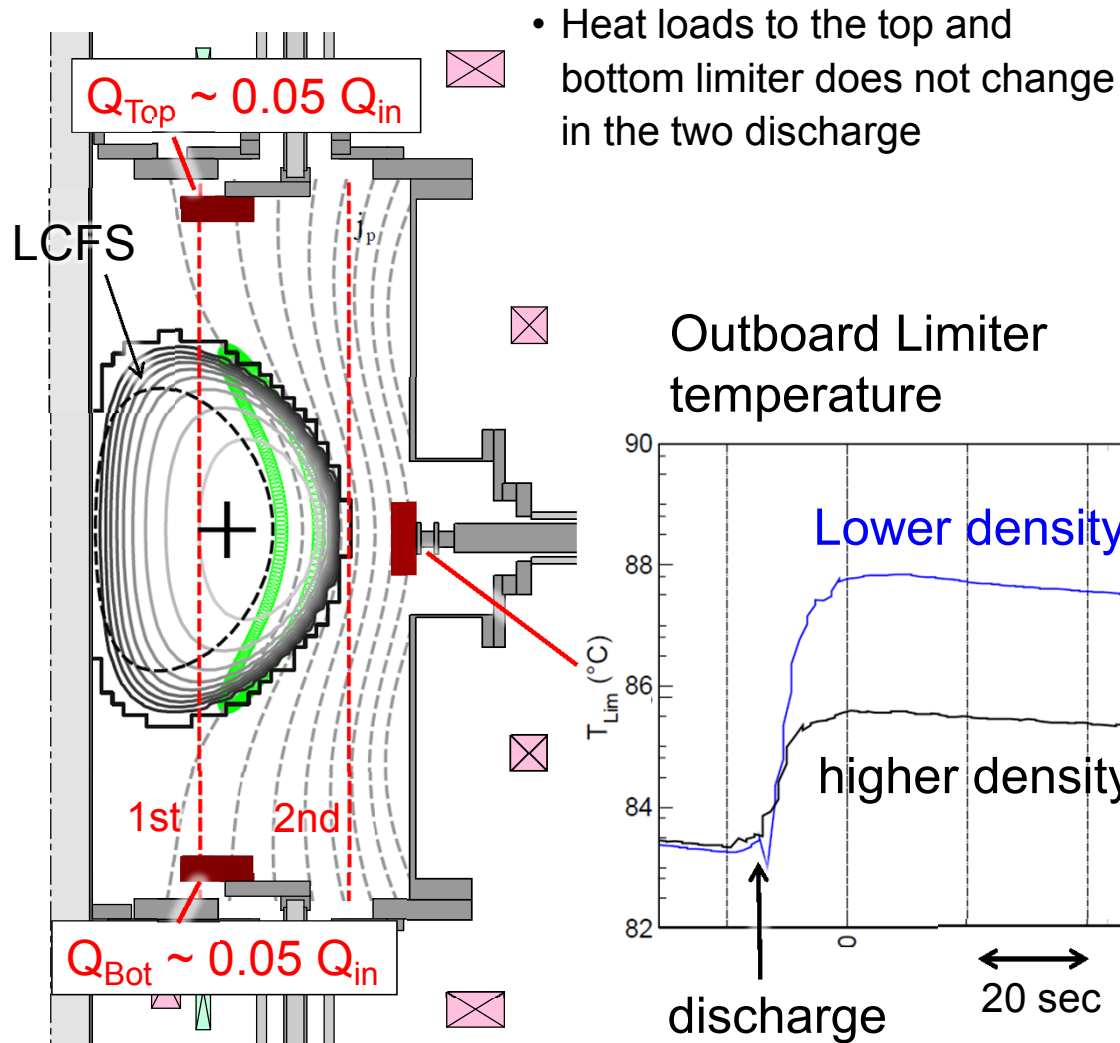 • Heat loads to the top and
bottom limiter does not change
in the two discharge
Q_Top ~ 0.05 Q_in
LCFS
j_p
1st
2nd
Q_Bot ~ 0.05 Q_in
Outboard Limiter
temperature
90
88
86
84
82
T_Lim (°C)
Lower density
higher density
0
discharge
20 sec